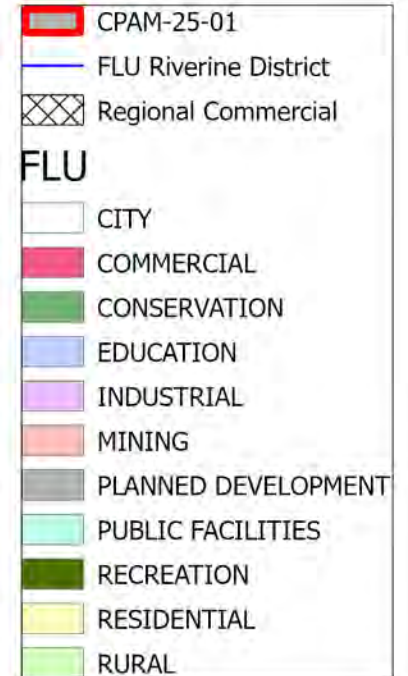 CPAM-25-01
FLU Riverine District
Regional Commercial
FLU
CITY
COMMERCIAL
CONSERVATION
EDUCATION
INDUSTRIAL
MINING
PLANNED DEVELOPMENT
PUBLIC FACILITIES
RECREATION
RESIDENTIAL
RURAL